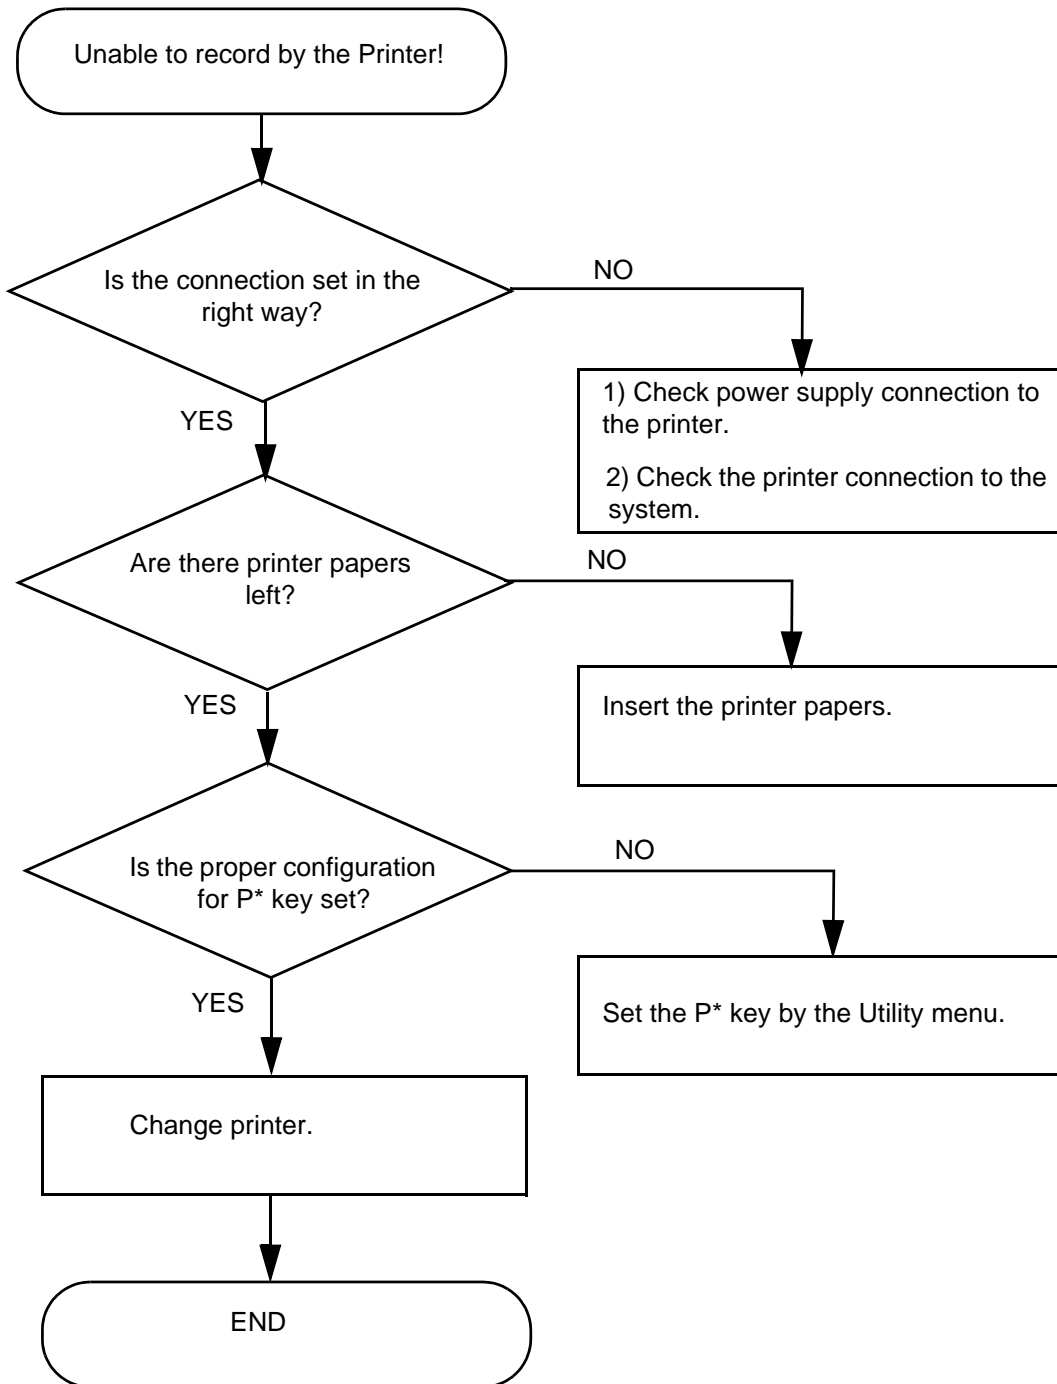 Unable to record by the Printer!
Is the connection set in the
right way?
NO
1) Check power supply connection to
the printer.
2) Check the printer connection to the
system.
YES
Are there printer papers
left?
NO
Insert the printer papers.
YES
Is the proper configuration
for P* key set?
NO
Set the P* key by the Utility menu.
YES
Change printer.
END